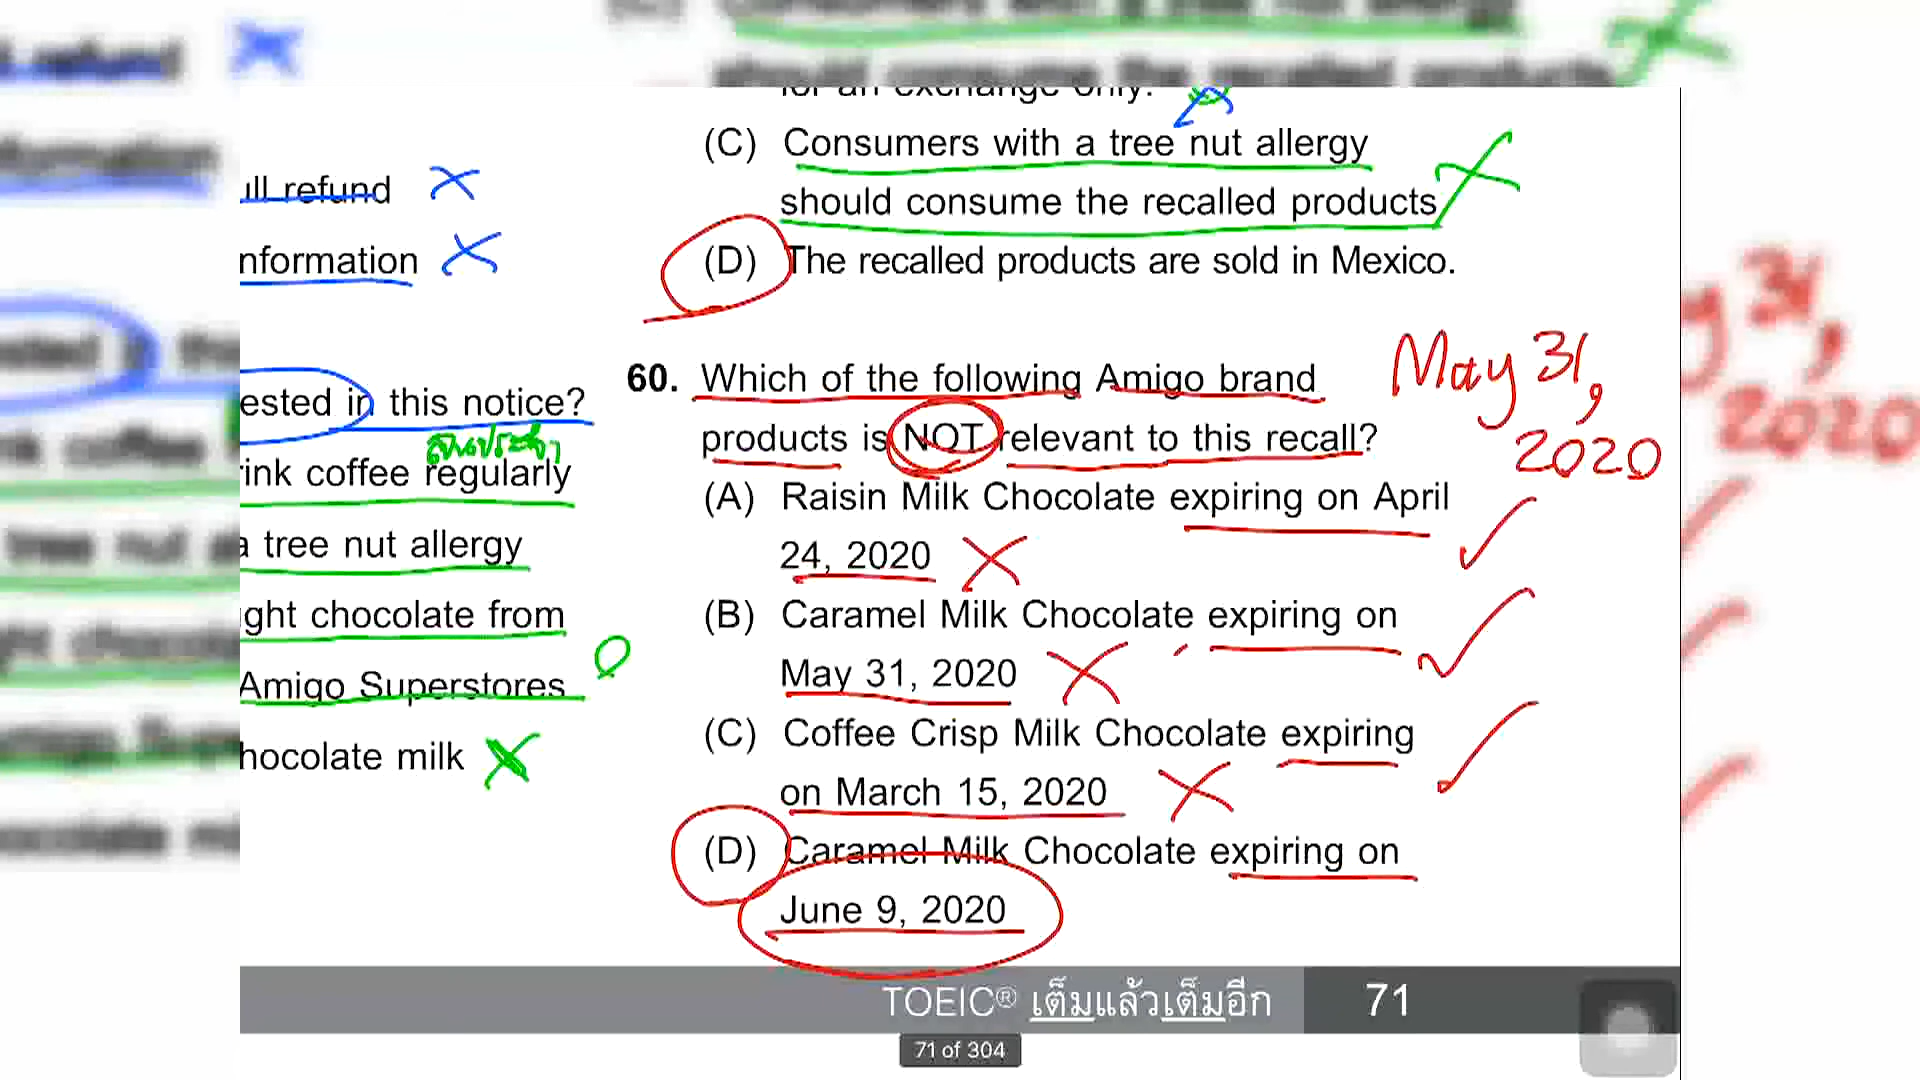 ull refund
nformation
ested in this notice?
ประจำ
ink coffee regularly
a tree nut allergy
ght chocolate from
Amigo Superstores
hocolate milk
for an exchange only.
(C) Consumers with a tree nut allergy
should consume the recalled products
(D) The recalled products are sold in Mexico.
60. Which of the following Amigo brand
products is NOT relevant to this recall?
May 31,
2020
(A) Raisin Milk Chocolate expiring on April
24, 2020
(B) Caramel Milk Chocolate expiring on
May 31, 2020
(C) Coffee Crisp Milk Chocolate expiring
on March 15, 2020
(D) Caramel Milk Chocolate expiring on
June 9, 2020
TOEIC® เต็มแล้วเต็มอีก 71
71 of 304